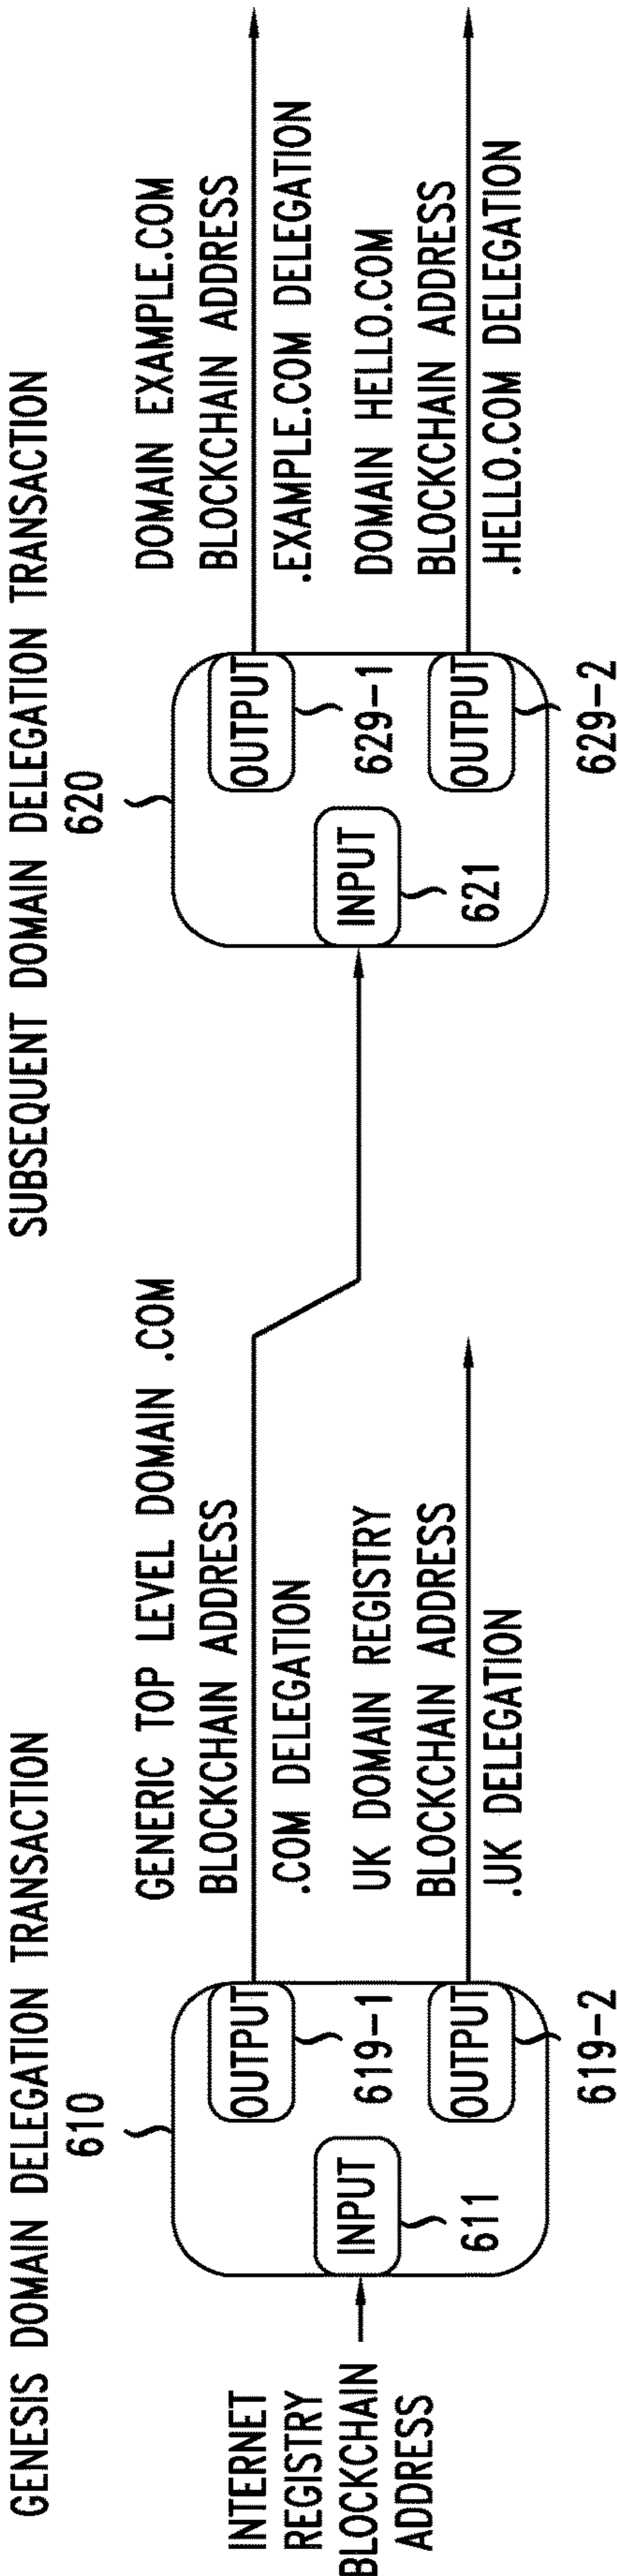 GENESIS DOMAIN DELEGATION TRANSACTION
610
INTERNET
REGISTRY
BLOCKCHAIN
ADDRESS
INPUT
611
OUTPUT
619-1
OUTPUT
619-2
GENERIC TOP LEVEL DOMAIN .COM
BLOCKCHAIN ADDRESS
.COM DELEGATION
UK DOMAIN REGISTRY
BLOCKCHAIN ADDRESS
.UK DELEGATION
SUBSEQUENT DOMAIN DELEGATION TRANSACTION
620
INPUT
621
OUTPUT
629-1
OUTPUT
629-2
DOMAIN EXAMPLE.COM
BLOCKCHAIN ADDRESS
.EXAMPLE.COM DELEGATION
DOMAIN HELLO.COM
BLOCKCHAIN ADDRESS
.HELLO.COM DELEGATION